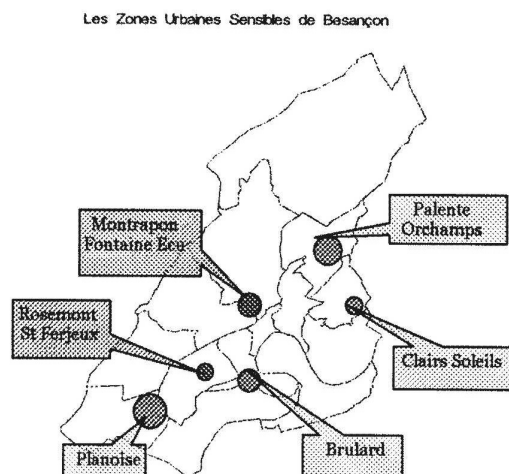 Les Zones Urbaines Sensibles de Besançon
Palente
Orchamps
Montrapon
Fontaine Ecu
Rosemont
St Ferjeux
Clairs Soleils
Planoise
Brulard